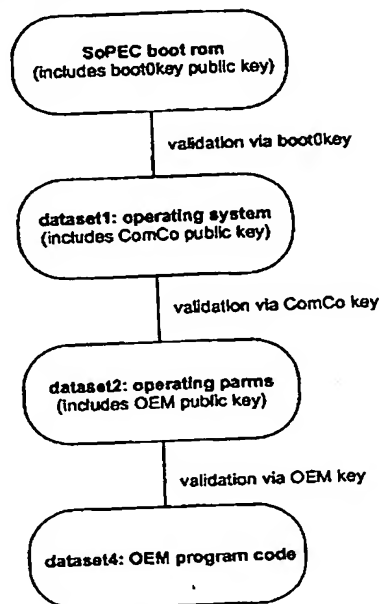 SoPEC boot rom
(includes boot0key public key)
validation via boot0key
dataset1: operating system
(includes ComCo public key)
validation via ComCo key
dataset2: operating parms
(includes OEM public key)
validation via OEM key
dataset4: OEM program code